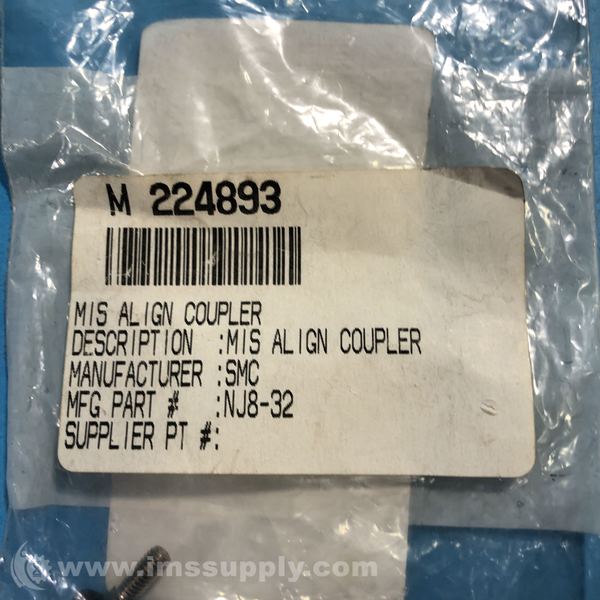 M 224893
MIS ALIGN COUPLER
DESCRIPTION :MIS ALIGN COUPLER
MANUFACTURER :SMC
MFG PART # :NJ8-32
SUPPLIER PT #:
www.imssupply.com